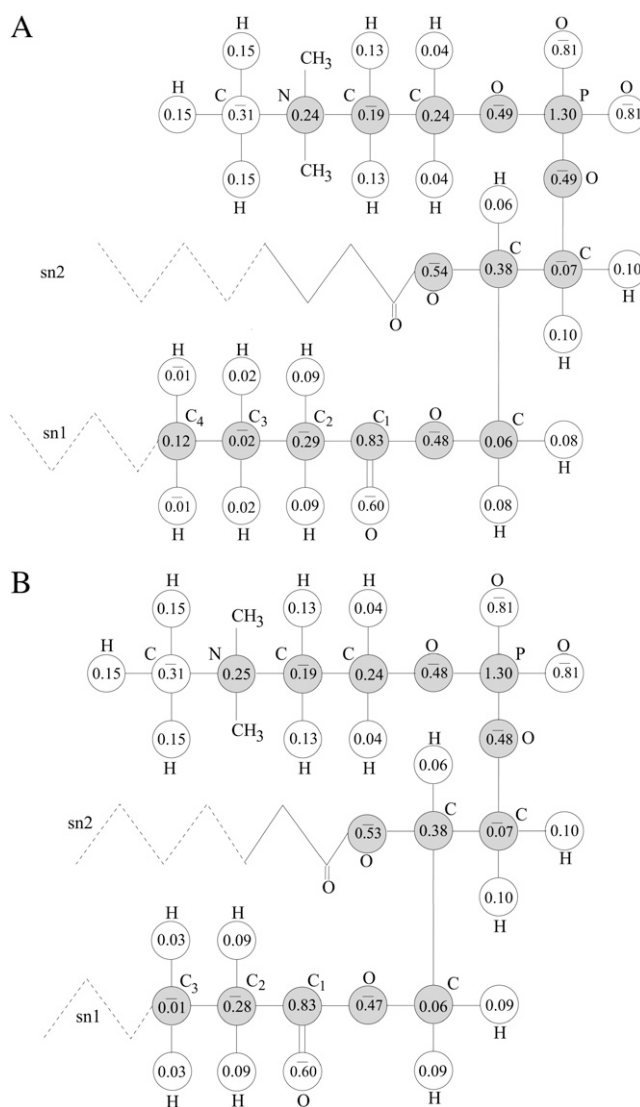 A
H H H H O
0.15 0.13 0.04 0̅.81
H C N CH₃ C C O P O
0.15 0̅.31 0.24 0̅.19 0.24 0̅.49 1.30 0̅.81
CH₃
0.15 0.13 0.04 0̅.49 O
H H H H
0.06
sn2 0̅.54 0.38 C 0̅.07 C 0.10
O O H
0.10
H
H H H
0̅.01 0.02 0.09
sn1 C₄ C₃ C₂ C₁ O C
0.12 0̅.02 0̅.29 0.83 0̅.48 0.06 0.08
H
0̅.01 0.02 0.09 0̅.60 0.08
H H H O H
B
H H H O
0.15 0.13 0.04 0̅.81
H C N CH₃ C C O P O
0.15 0̅.31 0.25 0̅.19 0.24 0̅.48 1.30 0̅.81
CH₃
0.15 0.13 0.04 0̅.48 O
H H H H
0.06
sn2 0̅.53 0.38 C 0̅.07 C 0.10
O O H
0.10
H
H H
0.03 0.09
sn1 C₃ C₂ C₁ O C
0̅.01 0̅.28 0.83 0̅.47 0.06 0.09
H
0.03 0.09 0̅.60 0.09
H H O H